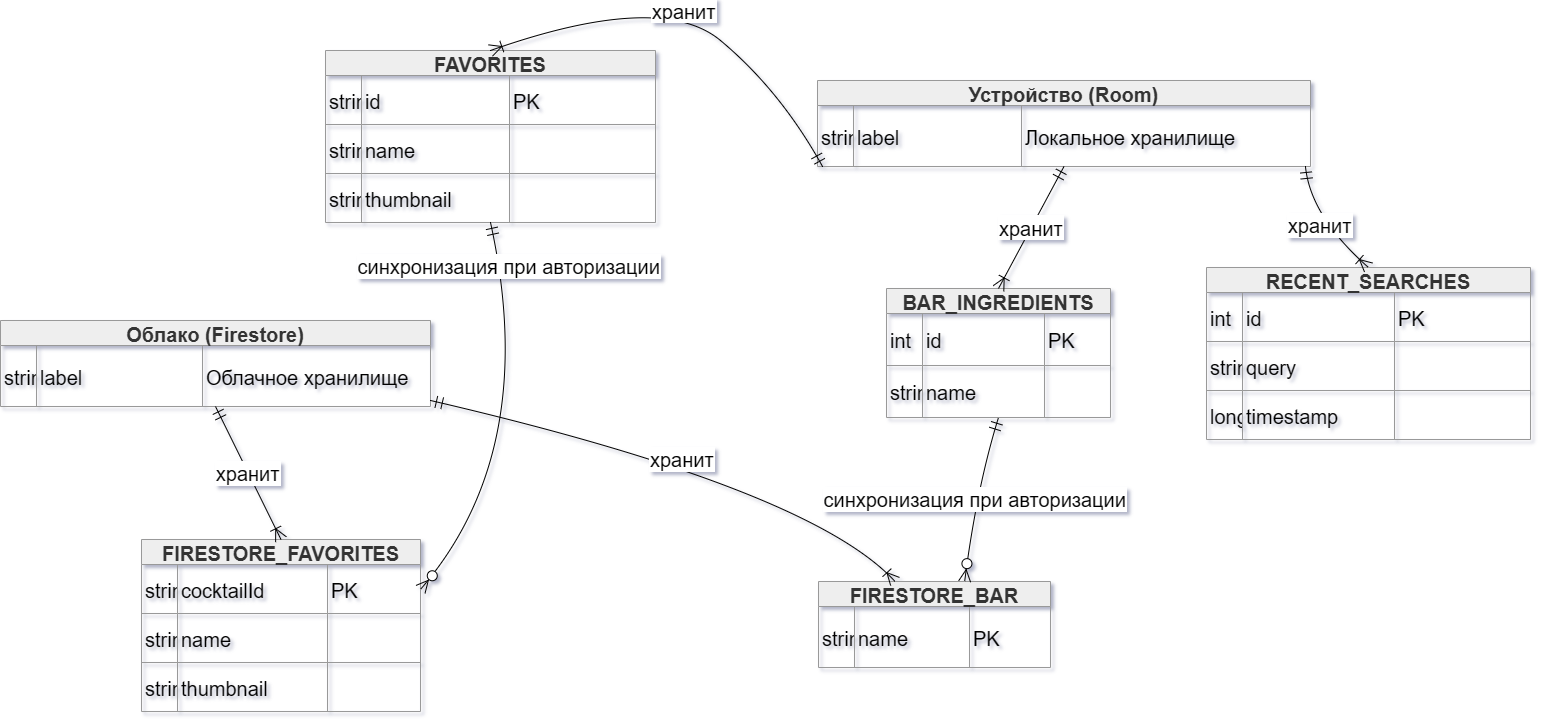 хранит
FAVORITES
strin id PK
strin name
strin thumbnail
Устройство (Room)
strin label Локальное хранилище
хранит
хранит
синхронизация при авторизации
BAR_INGREDIENTS
int id PK
strin name
RECENT_SEARCHES
int id PK
strin query
long timestamp
Облако (Firestore)
strin label Облачное хранилище
хранит
хранит
синхронизация при авторизации
FIRESTORE_FAVORITES
strin cocktailId PK
strin name
strin thumbnail
FIRESTORE_BAR
strin name PK